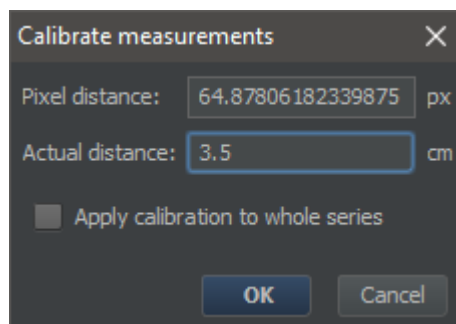 Calibrate measurements
Pixel distance: 64.87806182339875 px
Actual distance: 3.5 cm
Apply calibration to whole series
OK Cancel